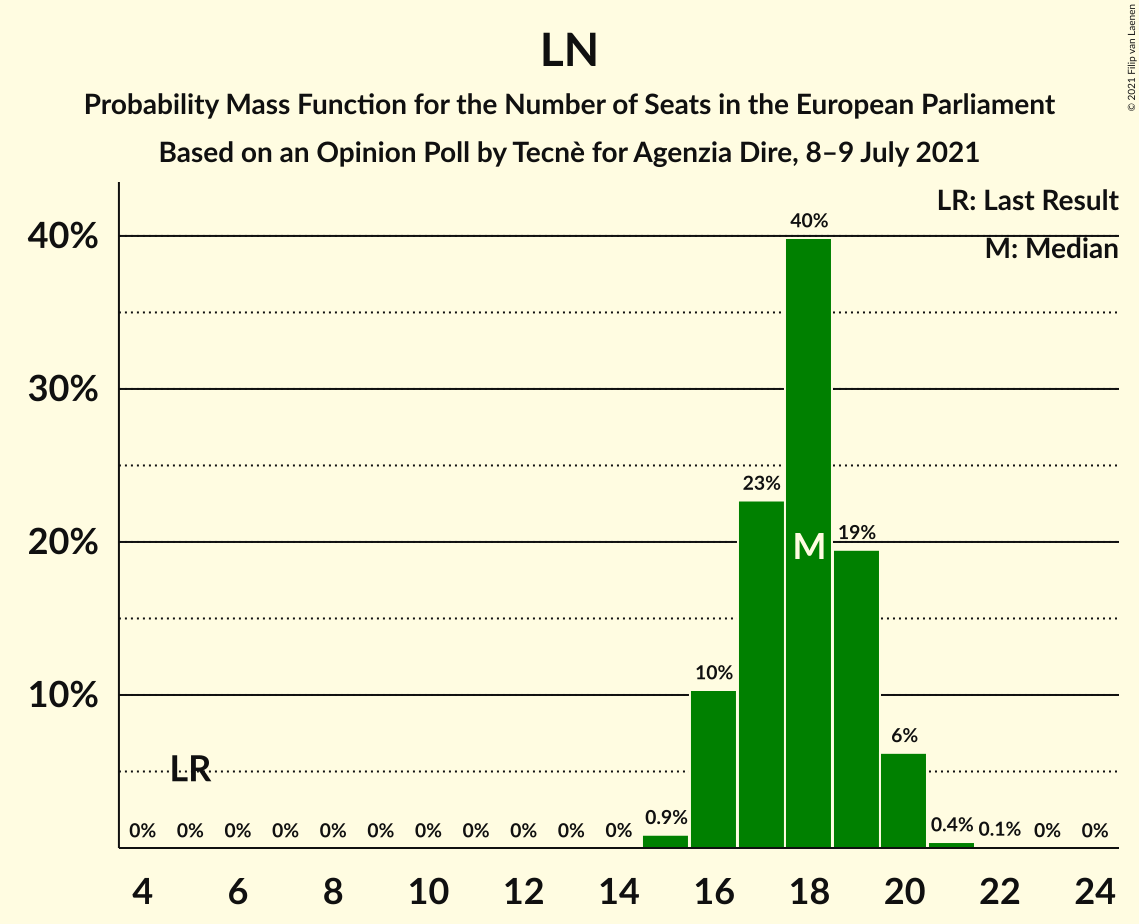 LN
Probability Mass Function for the Number of Seats in the European Parliament
Based on an Opinion Poll by Tecnè for Agenzia Dire, 8–9 July 2021
© 2021 Filip van Laenen
LR: Last Result
M: Median
40%
30%
20%
10%
LR
M
0% 0% 0% 0% 0% 0% 0% 0% 0% 0% 0% 0.9% 10% 23% 40% 19% 6% 0.4% 0.1% 0% 0%
4 6 8 10 12 14 16 18 20 22 24